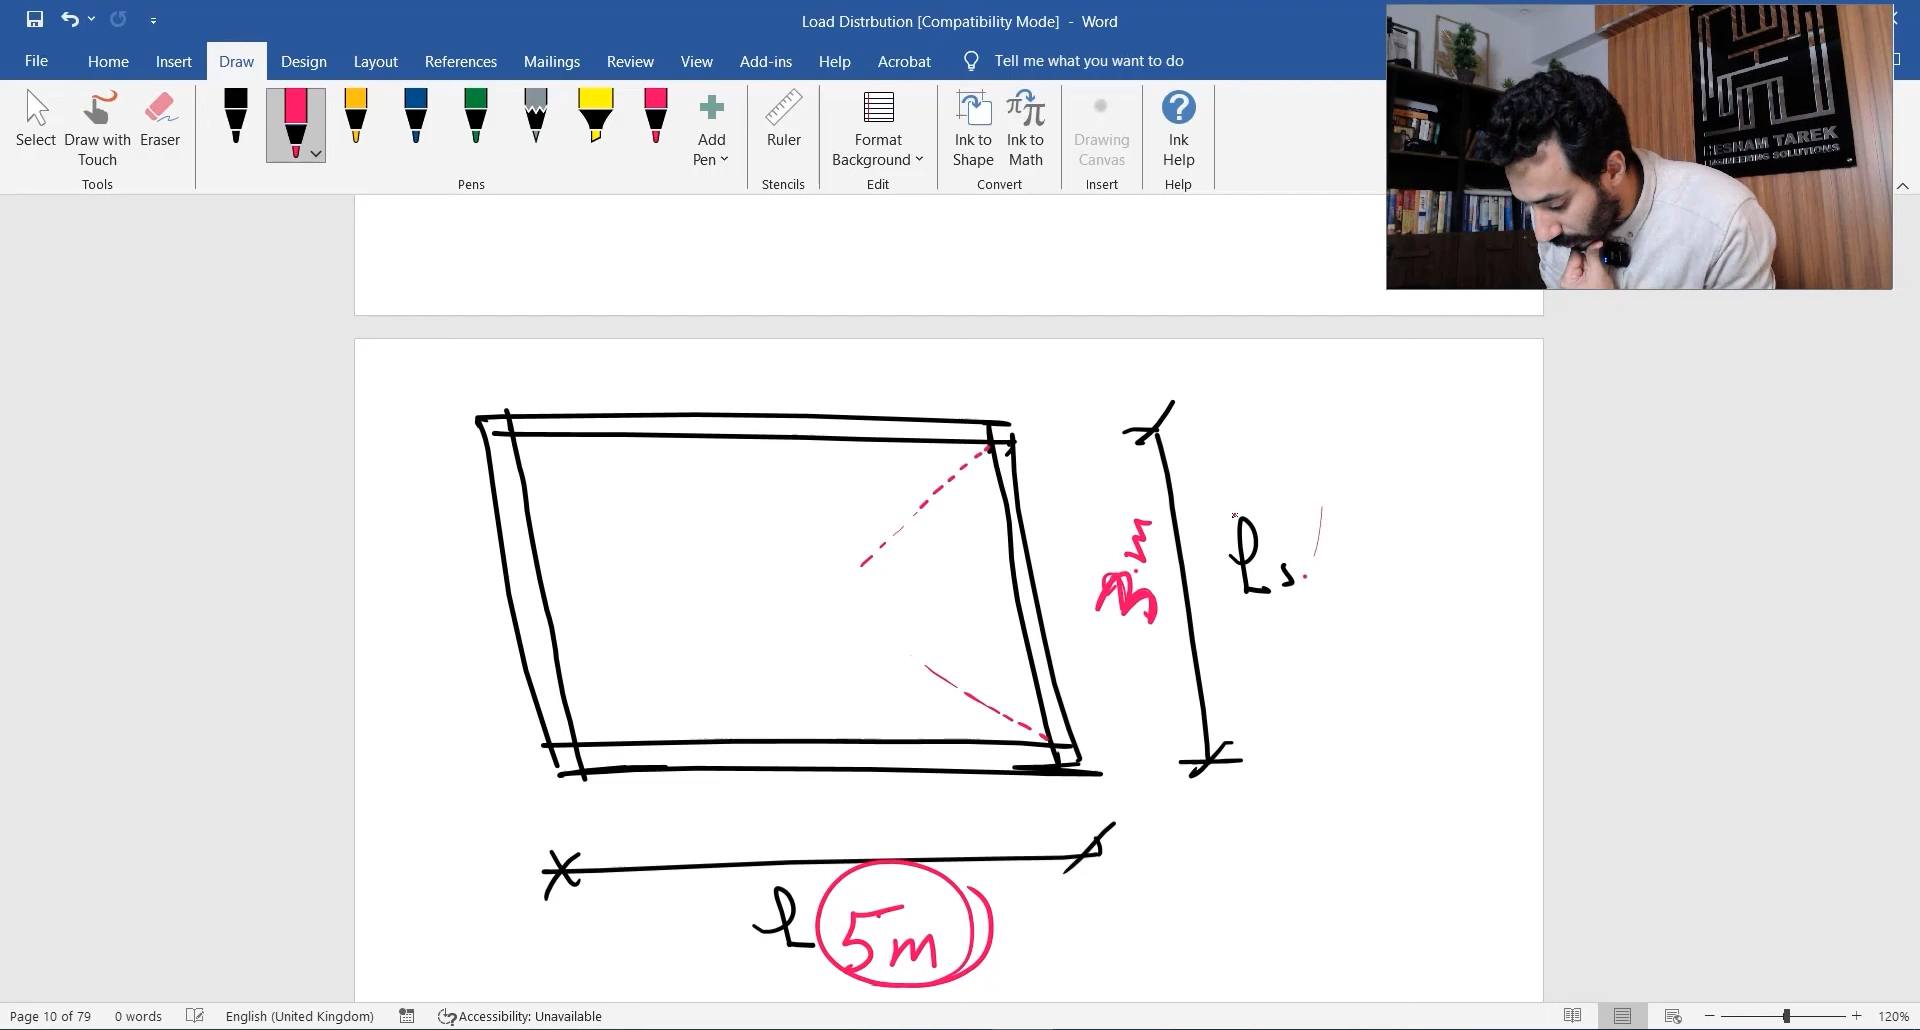 Load Distrbution [Compatibility Mode] - Word
File Home Insert Draw Design Layout References Mailings Review View Add-ins Help Acrobat Tell me what you want to do
Select
Draw with Touch
Eraser
Tools
Pens
Add Pen
Ruler
Stencils
Format Background
Edit
Ink to Shape
Ink to Math
Convert
Drawing Canvas
Insert
Ink Help
Help
HESHAM TAREK
ENGINEERING SOLUTIONS
Ls
L 5m
Page 10 of 79 0 words English (United Kingdom) Accessibility: Unavailable 120%